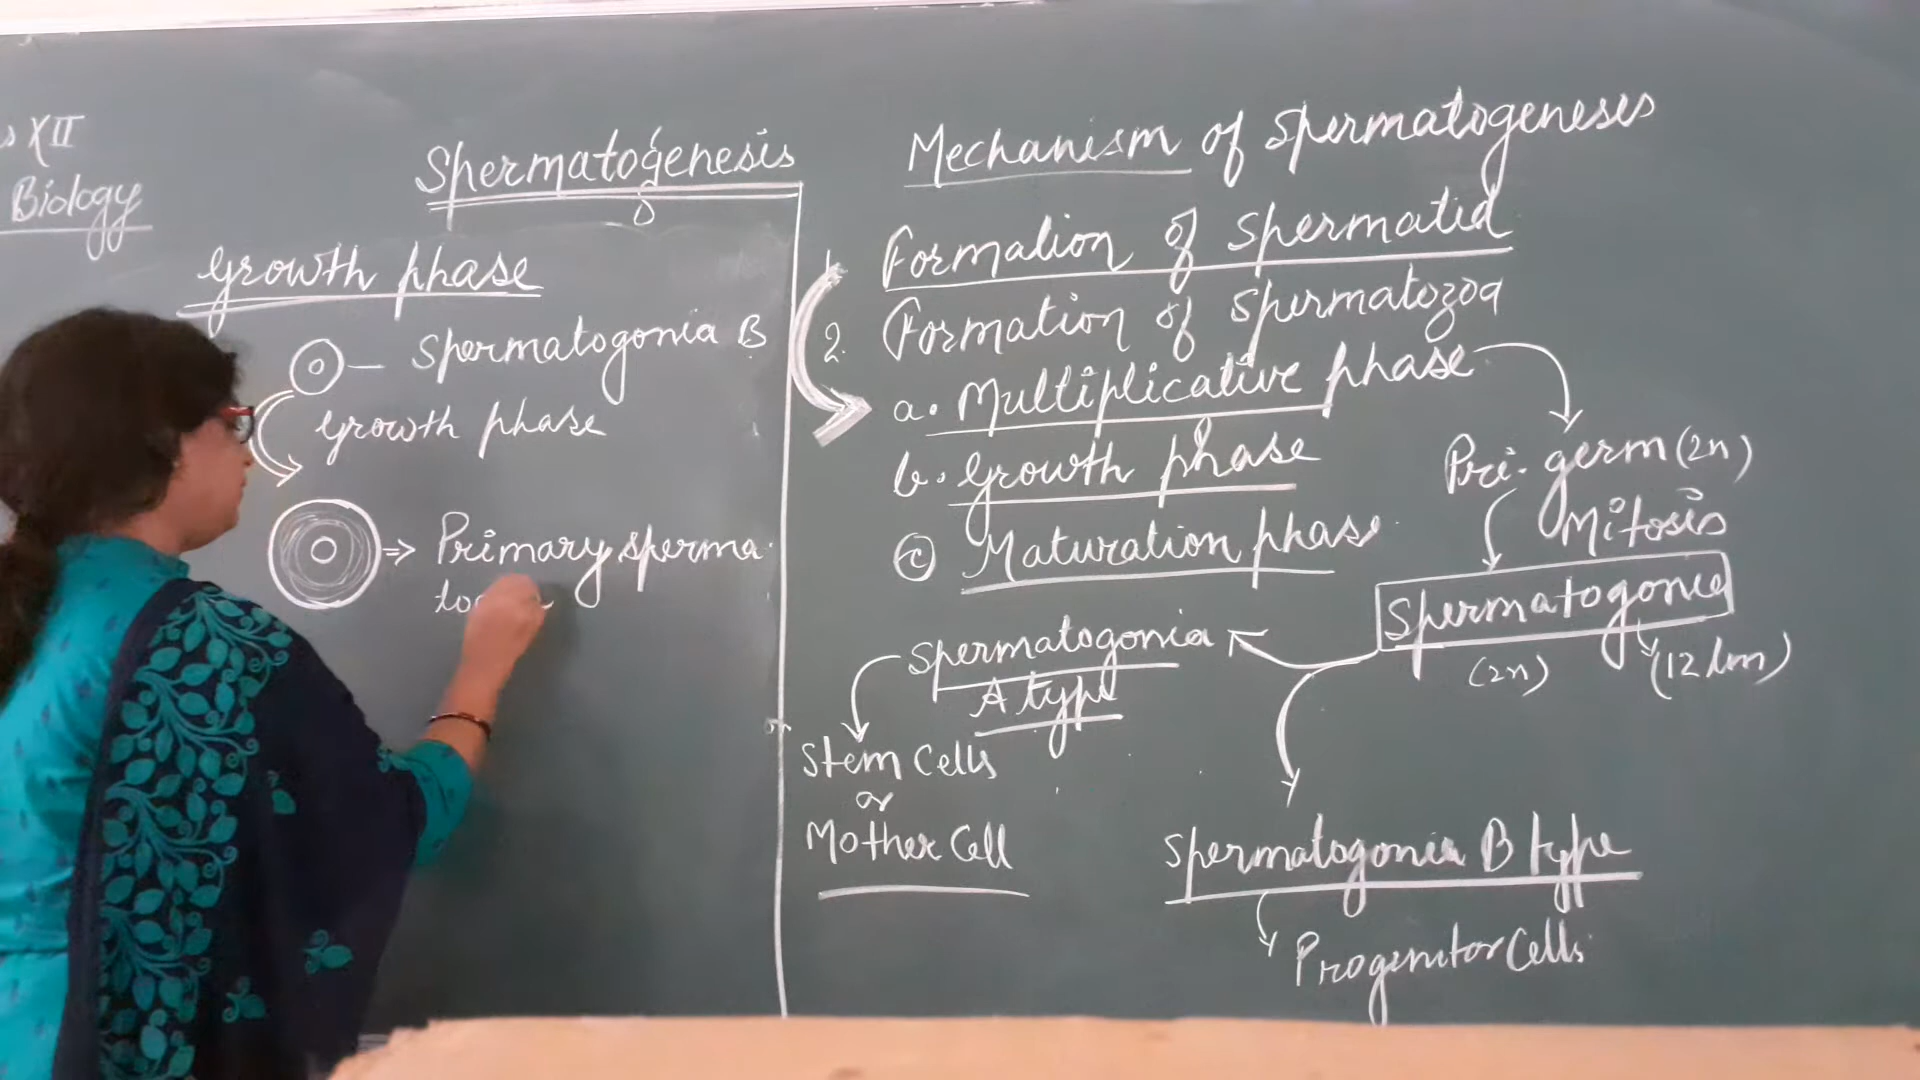 XII
Biology
Spermatogenesis
Growth phase
Spermatogonia B
Growth phase
Primary sperma
to
Mechanism of spermatogeneses
1. Formation of spermatid
2. Formation of spermatozoa
a. Multiplicative phase
b. Growth phase
c Maturation phase
Pri. germ (2n)
Mitosis
Spermatogonia
(2n) (12 um)
Spermatogonia
A type
Stem Cells
or
Mother Cell
Spermatogonia B type
Progenitor Cells